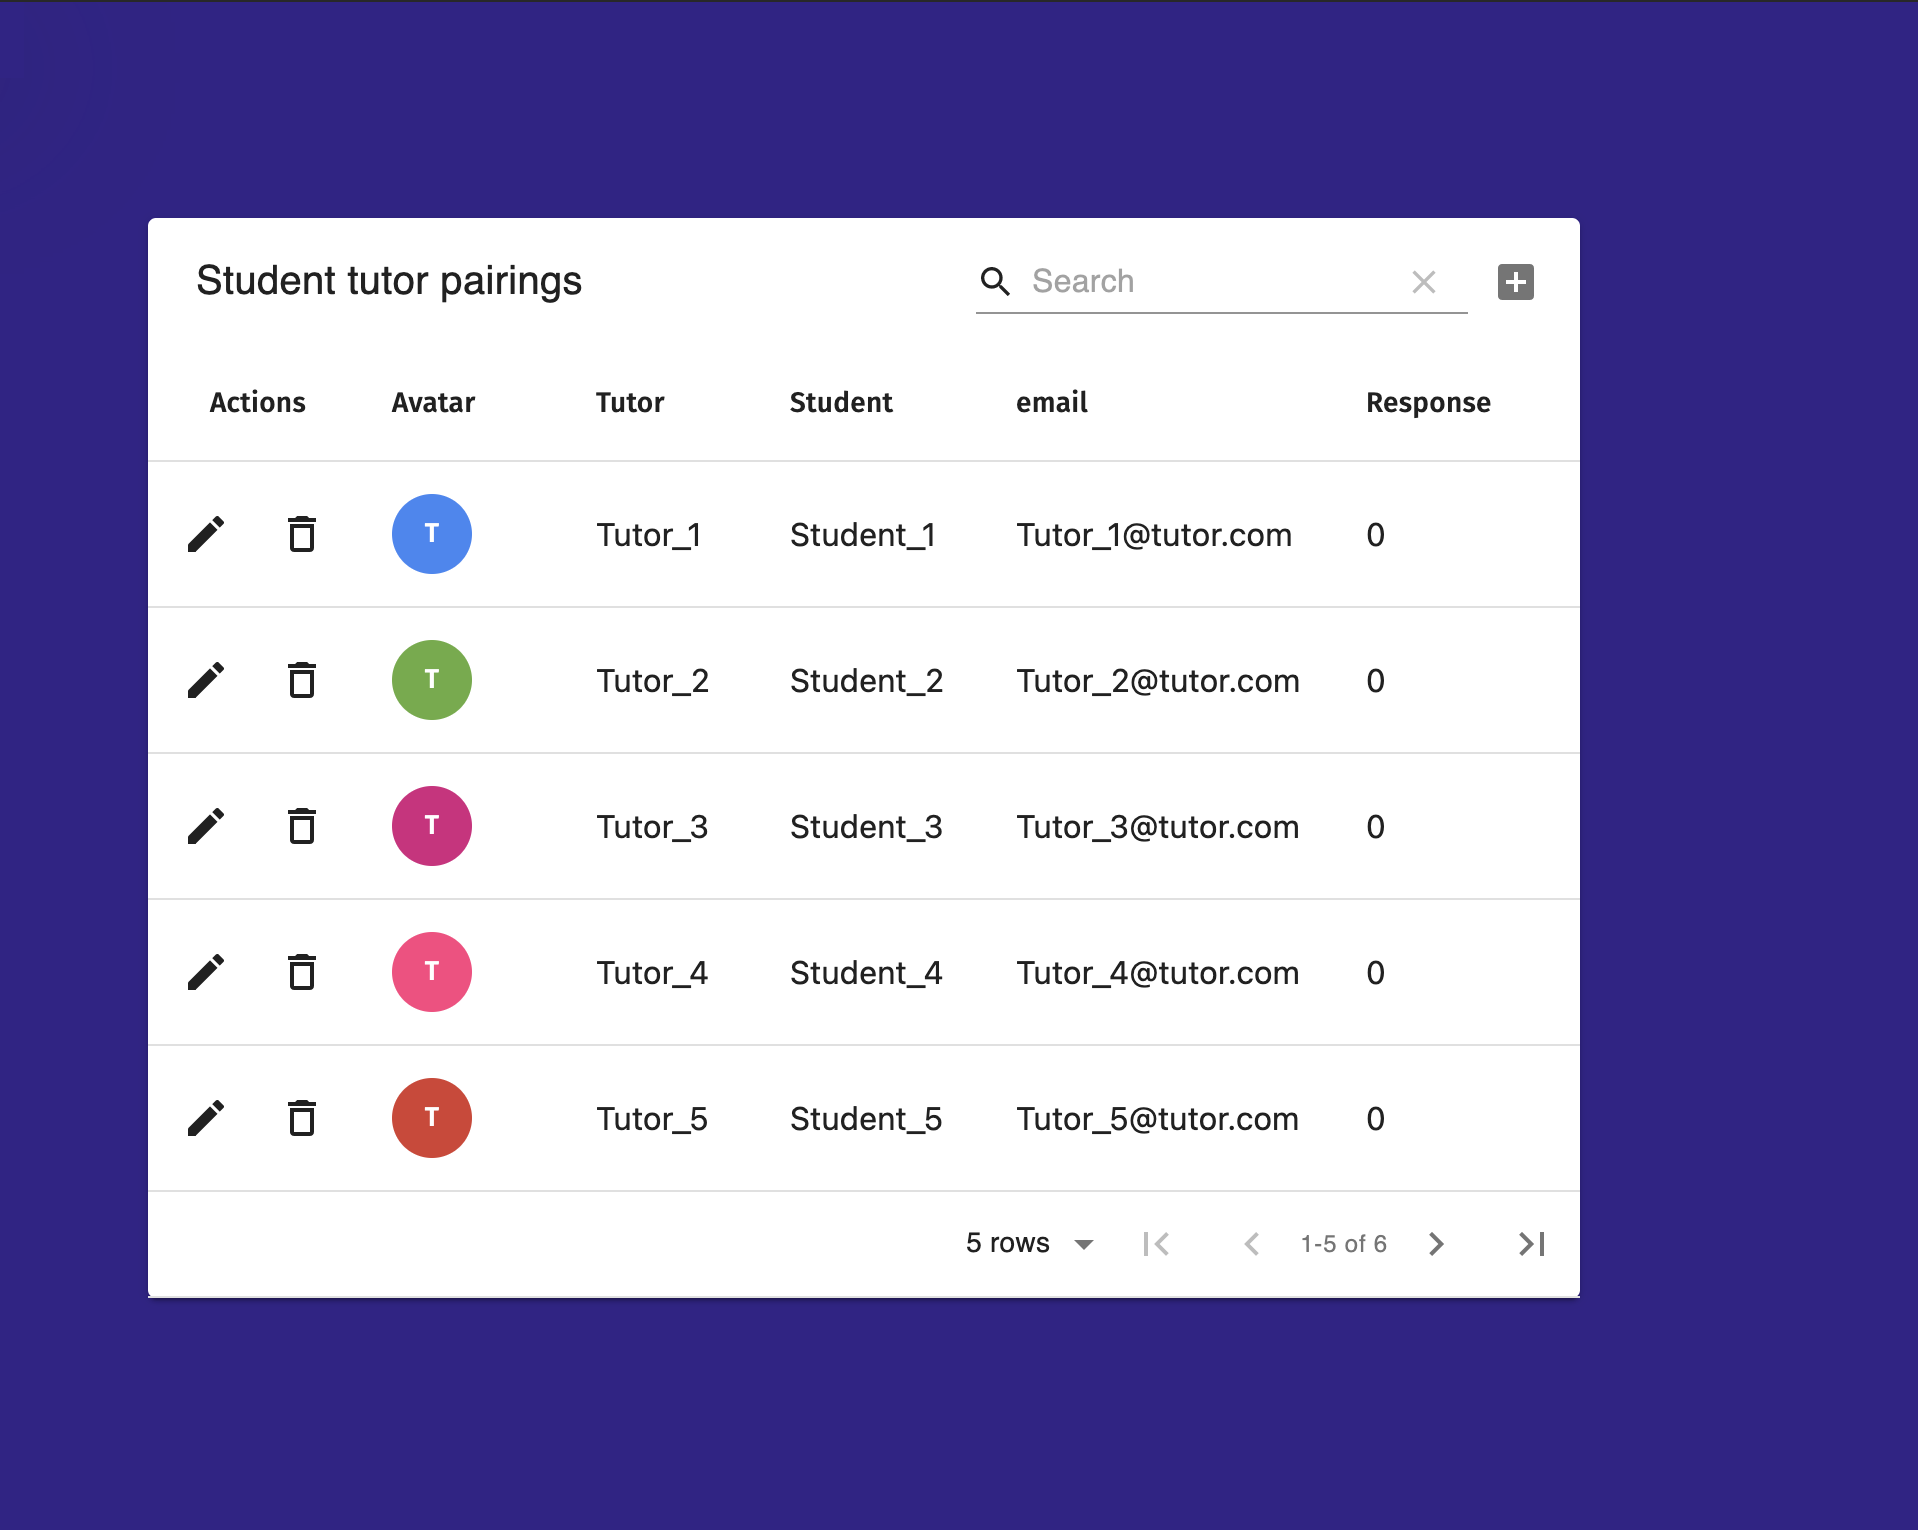 Student tutor pairings Search
Actions Avatar Tutor Student email Response
T Tutor_1 Student_1 Tutor_1@tutor.com 0
T Tutor_2 Student_2 Tutor_2@tutor.com 0
T Tutor_3 Student_3 Tutor_3@tutor.com 0
T Tutor_4 Student_4 Tutor_4@tutor.com 0
T Tutor_5 Student_5 Tutor_5@tutor.com 0
5 rows 1-5 of 6